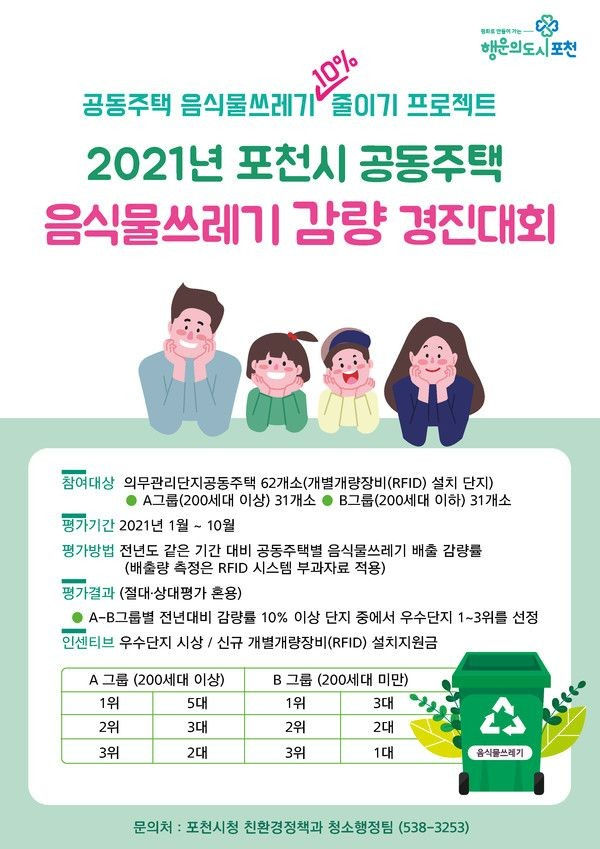 평화로 만들어 가는
행운의도시 포천
10%
공동주택 음식물쓰레기 줄이기 프로젝트
2021년 포천시 공동주택
음식물쓰레기 감량 경진대회
참여대상 의무관리단지공동주택 62개소(개별개량장비(RFID) 설치 단지)
● A그룹(200세대 이상) 31개소 ● B그룹(200세대 이하) 31개소
평가기간 2021년 1월 ~ 10월
평가방법 전년도 같은 기간 대비 공동주택별 음식물쓰레기 배출 감량률
(배출량 측정은 RFID 시스템 부과자료 적용)
평가결과 (절대·상대평가 혼용)
● A-B그룹별 전년대비 감량률 10% 이상 단지 중에서 우수단지 1~3위를 선정
인센티브 우수단지 시상 / 신규 개별개량장비(RFID) 설치지원금
A 그룹 (200세대 이상) B 그룹 (200세대 미만)
1위 5대 1위 3대
2위 3대 2위 2대
3위 2대 3위 1대
음식물쓰레기
문의처 : 포천시청 친환경정책과 청소행정팀 (538-3253)